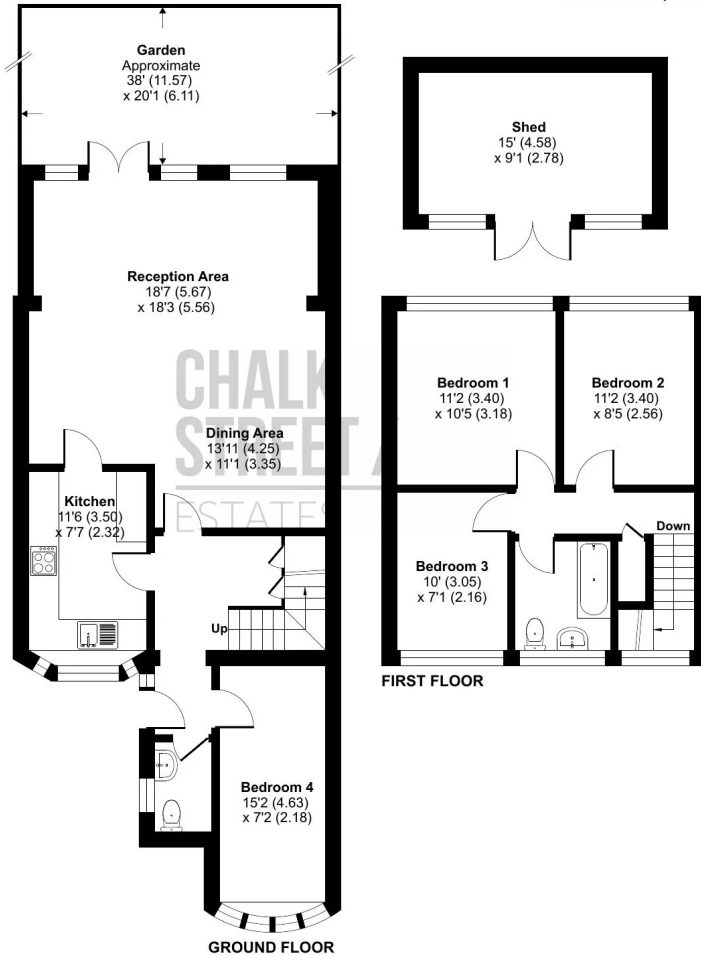 Garden
Approximate
38' (11.57)
x 20'1 (6.11)
Shed
15' (4.58)
x 9'1 (2.78)
Reception Area
18'7 (5.67)
x 18'3 (5.56)
CHALK
STREET
ESTATES
Dining Area
13'11 (4.25)
x 11'1 (3.35)
Kitchen
11'6 (3.50)
x 7'7 (2.32)
Up
Bedroom 4
15'2 (4.63)
x 7'2 (2.18)
GROUND FLOOR
Bedroom 1
11'2 (3.40)
x 10'5 (3.18)
Bedroom 2
11'2 (3.40)
x 8'5 (2.56)
Bedroom 3
10' (3.05)
x 7'1 (2.16)
Down
FIRST FLOOR